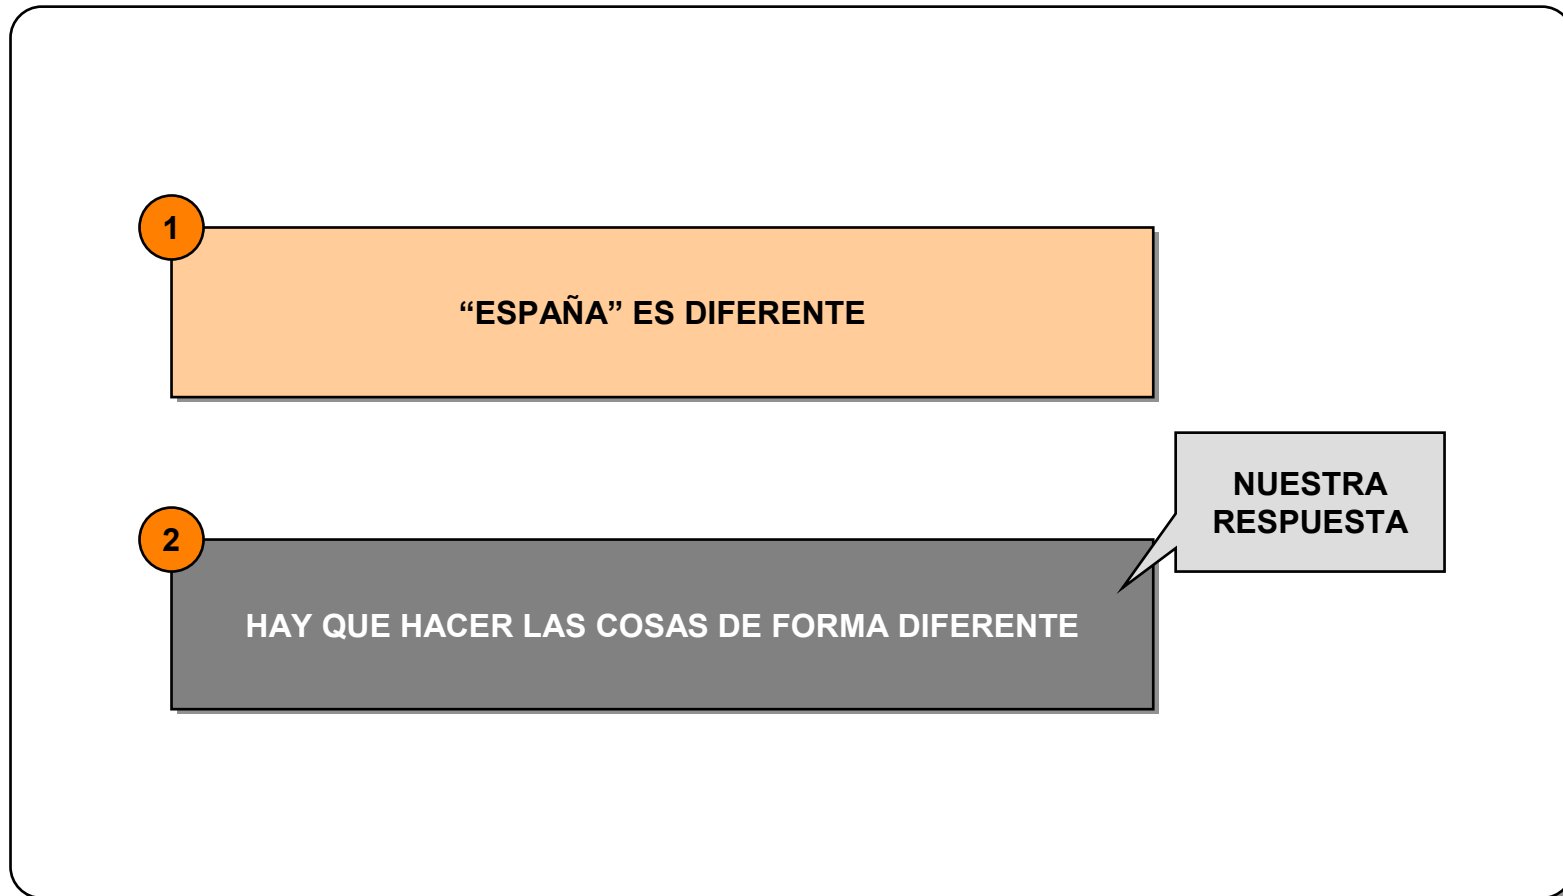 1
“ESPAÑA” ES DIFERENTE
NUESTRA
RESPUESTA
2
HAY QUE HACER LAS COSAS DE FORMA DIFERENTE